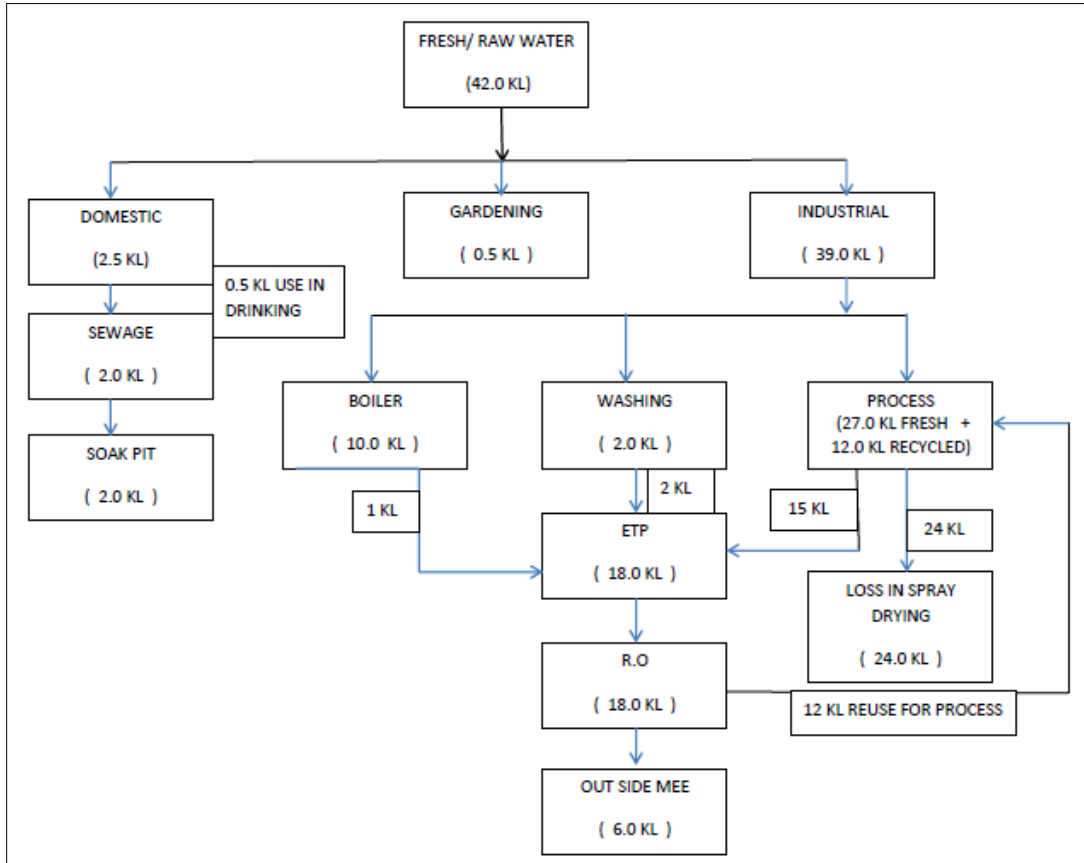 FRESH/ RAW WATER
(42.0 KL)
DOMESTIC
(2.5 KL)
GARDENING
( 0.5 KL )
INDUSTRIAL
( 39.0 KL )
0.5 KL USE IN
DRINKING
SEWAGE
( 2.0 KL )
SOAK PIT
( 2.0 KL )
BOILER
( 10.0 KL )
WASHING
( 2.0 KL )
PROCESS
(27.0 KL FRESH +
12.0 KL RECYCLED)
1 KL
2 KL
15 KL
24 KL
ETP
( 18.0 KL )
LOSS IN SPRAY
DRYING
( 24.0 KL )
R.O
( 18.0 KL )
12 KL REUSE FOR PROCESS
OUT SIDE MEE
( 6.0 KL )